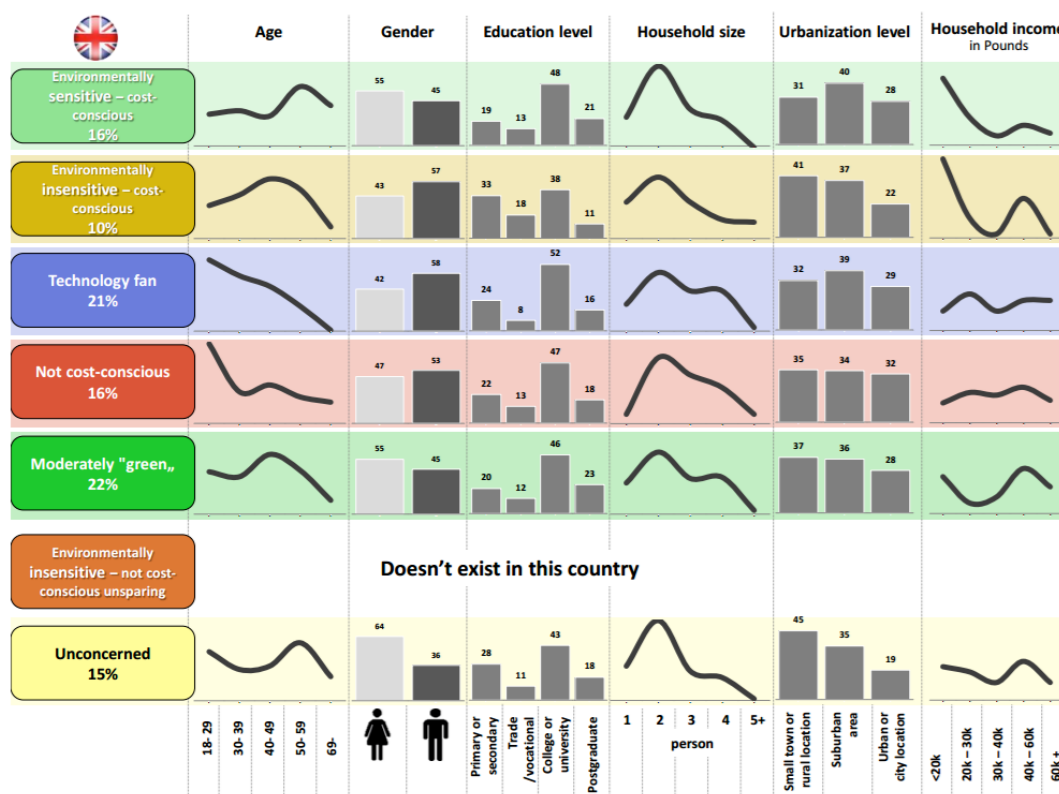 Age
Gender
Education level
Household size
Urbanization level
Household income
in Pounds
Environmentally
sensitive – cost-
conscious
16%
55
45
19
13
48
21
31
40
28
Environmentally
insensitive – cost-
conscious
10%
43
57
33
18
38
11
41
37
22
Technology fan
21%
42
58
24
8
52
16
32
39
29
Not cost-conscious
16%
47
53
22
13
47
18
35
34
32
Moderately "green„
22%
55
45
20
12
46
23
37
36
28
Environmentally
insensitive – not cost-
conscious unsparing
Doesn't exist in this country
Unconcerned
15%
64
36
28
11
43
18
45
35
19
18- 29
30- 39
40- 49
50- 59
69-
Primary or
secondary
Trade
/vocational
College or
university
Postgraduate
1
2
3
4
5+
person
Small town or
rural location
Suburban
area
Urban or
city location
<20k
20k – 30k
30k – 40k
40k – 60k
60k +